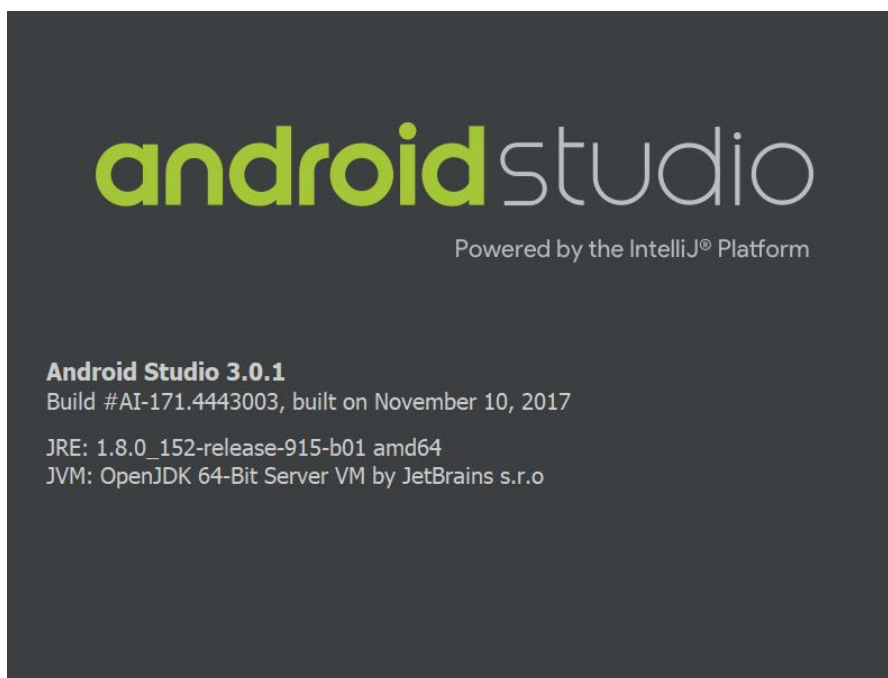 androidstudio
Powered by the IntelliJ® Platform
Android Studio 3.0.1
Build #AI-171.4443003, built on November 10, 2017
JRE: 1.8.0_152-release-915-b01 amd64
JVM: OpenJDK 64-Bit Server VM by JetBrains s.r.o